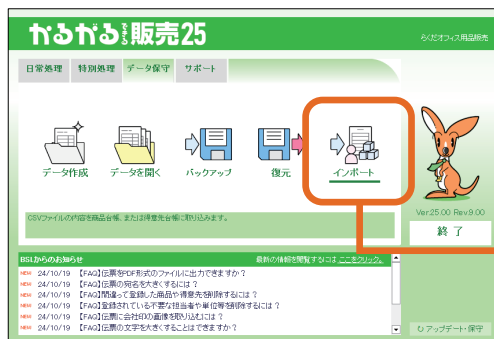 かるがるできる販売25
らくだオフィス用品販売
日常処理 特別処理 データ保守 サポート
データ作成 データを開く バックアップ 復元 インポート
CSVファイルの内容を商品台帳、または得意先台帳に取り込みます。
Ver.25.00 Rev.9.00
終了
BSLIからのお知らせ 最新の情報を閲覧するには ここをクリック。
NEW 24/10/19 【FAQ】伝票をPDF形式のファイルに出力できますか?
NEW 24/10/19 【FAQ】伝票の宛名を大きくするには?
NEW 24/10/19 【FAQ】間違って登録した商品や得意先を削除するには?
NEW 24/10/19 【FAQ】登録されている不要な担当者や単位等を削除するには?
NEW 24/10/19 【FAQ】伝票に会社印の画像を取り込むには?
NEW 24/10/19 【FAQ】伝票の文字を大きくすることはできますか?
アップデート・保守